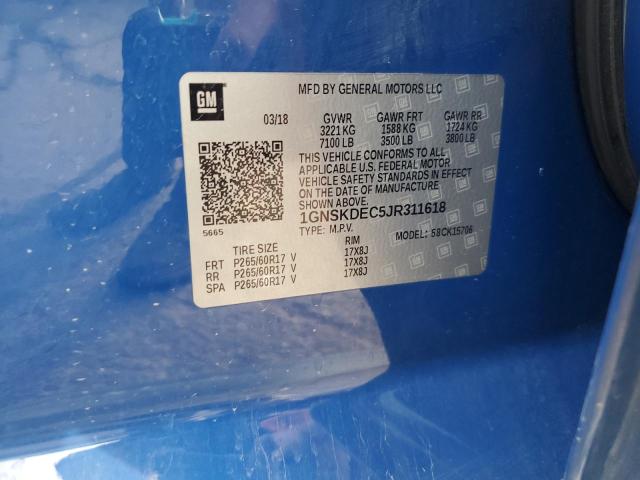 GM
MFD BY GENERAL MOTORS LLC
03/18 GVWR GAWR FRT GAWR RR
3221 KG 1588 KG 1724 KG
7100 LB 3500 LB 3800 LB
THIS VEHICLE CONFORMS TO ALL
APPLICABLE U.S. FEDERAL MOTOR
VEHICLE SAFETY STANDARDS IN EFFECT
ON THE DATE OF MANUFACTURE
SHOWN ABOVE.
1GNSKDEC5JR311618
5665 TYPE: M.P.V. MODEL: 58CK15706
TIRE SIZE RIM
FRT P265/60R17 V 17X8J
RR P265/60R17 V 17X8J
SPA P265/60R17 V 17X8J